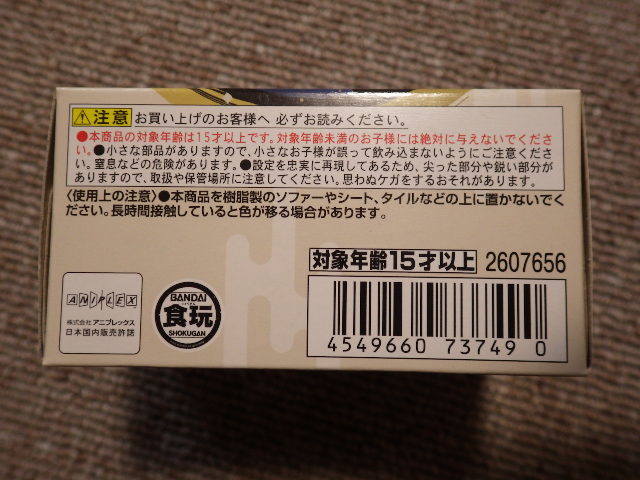 注意 お買い上げのお客様へ 必ずお読みください。
●本商品の対象年齢は15才以上です。対象年齢未満のお子様には絶対に与えないでくださ
い。●小さな部品がありますので、小さなお子様が誤って飲み込まないようにご注意ください。
窒息などの危険があります。●設定を忠実に再現してあるため、尖った部分や鋭い部分が
ありますので、取扱や保管場所に注意してください。思わぬケガをするおそれがあります。
〈使用上の注意〉●本商品を樹脂製のソファーやシート、タイルなどの上に置かないでく
ださい。長時間接触していると色が移る場合があります。
対象年齢15才以上 2607656
ANIPLEX
株式会社 アニプレックス
日本国内販売許諾
BANDAI
食玩
SHOKUGAN
4549660 73749 0